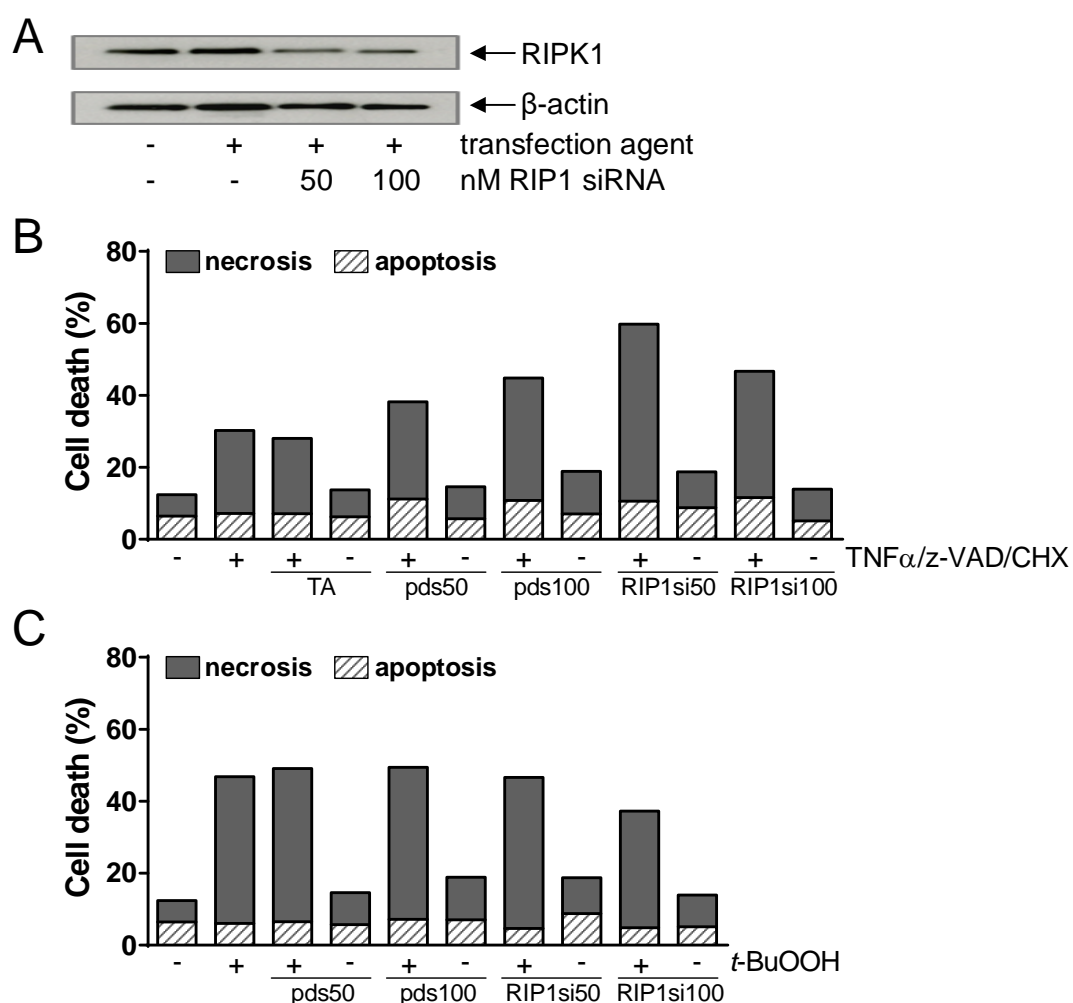 A
RIPK1
β-actin
- + + + transfection agent
- - 50 100 nM RIP1 siRNA
B
80
necrosis apoptosis
60
40
20
0
Cell death (%)
- + + - + - + - + - + - TNFα/z-VAD/CHX
TA pds50 pds100 RIP1si50 RIP1si100
C
80
necrosis apoptosis
60
40
20
0
Cell death (%)
- + + - + - + - + - t-BuOOH
pds50 pds100 RIP1si50 RIP1si100